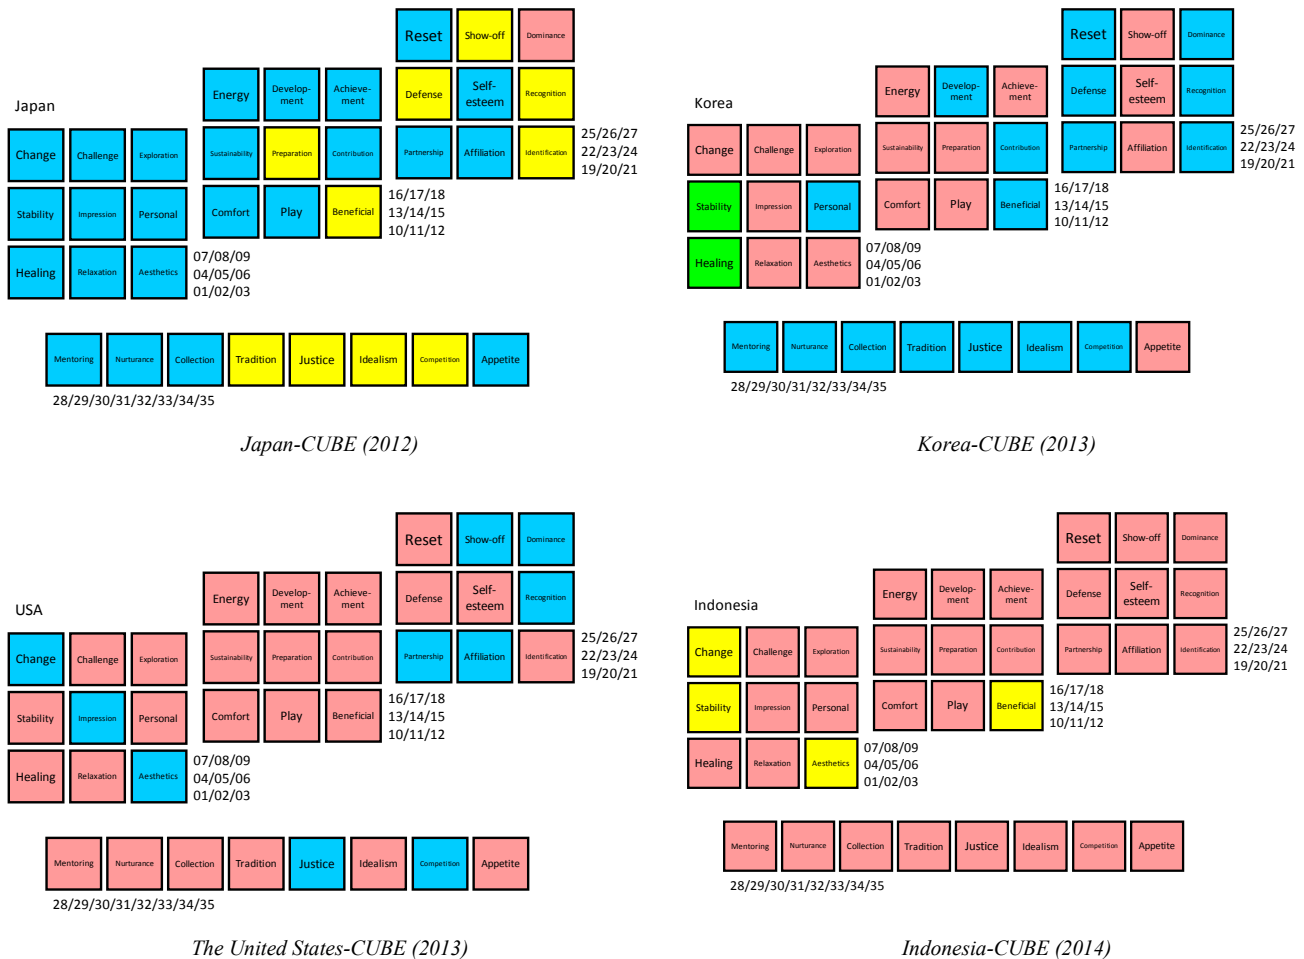 Japan
Reset Show-off Dominance
Defense Self-esteem Recognition
Partnership Affiliation Identification
25/26/27
22/23/24
19/20/21
Energy Develop-ment Achieve-ment
Sustainability Preparation Contribution
Comfort Play Beneficial
16/17/18
13/14/15
10/11/12
Change Challenge Exploration
Stability Impression Personal
Healing Relaxation Aesthetics
07/08/09
04/05/06
01/02/03
Mentoring Nurturance Collection Tradition Justice Idealism Competition Appetite
28/29/30/31/32/33/34/35
Japan-CUBE (2012)
Korea
Reset Show-off Dominance
Defense Self-esteem Recognition
Partnership Affiliation Identification
25/26/27
22/23/24
19/20/21
Energy Develop-ment Achieve-ment
Sustainability Preparation Contribution
Comfort Play Beneficial
16/17/18
13/14/15
10/11/12
Change Challenge Exploration
Stability Impression Personal
Healing Relaxation Aesthetics
07/08/09
04/05/06
01/02/03
Mentoring Nurturance Collection Tradition Justice Idealism Competition Appetite
28/29/30/31/32/33/34/35
Korea-CUBE (2013)
USA
Reset Show-off Dominance
Defense Self-esteem Recognition
Partnership Affiliation Identification
25/26/27
22/23/24
19/20/21
Energy Develop-ment Achieve-ment
Sustainability Preparation Contribution
Comfort Play Beneficial
16/17/18
13/14/15
10/11/12
Change Challenge Exploration
Stability Impression Personal
Healing Relaxation Aesthetics
07/08/09
04/05/06
01/02/03
Mentoring Nurturance Collection Tradition Justice Idealism Competition Appetite
28/29/30/31/32/33/34/35
The United States-CUBE (2013)
Indonesia
Reset Show-off Dominance
Defense Self-esteem Recognition
Partnership Affiliation Identification
25/26/27
22/23/24
19/20/21
Energy Develop-ment Achieve-ment
Sustainability Preparation Contribution
Comfort Play Beneficial
16/17/18
13/14/15
10/11/12
Change Challenge Exploration
Stability Impression Personal
Healing Relaxation Aesthetics
07/08/09
04/05/06
01/02/03
Mentoring Nurturance Collection Tradition Justice Idealism Competition Appetite
28/29/30/31/32/33/34/35
Indonesia-CUBE (2014)